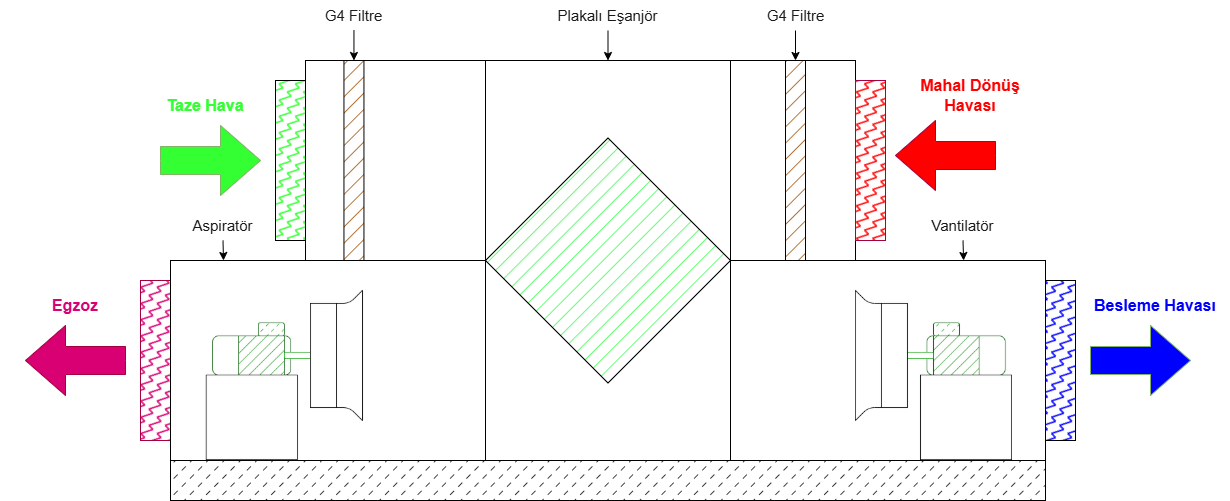 G4 Filtre
Plakalı Eşanjör
G4 Filtre
Taze Hava
Mahal Dönüş
Havası
Aspiratör
Vantilatör
Egzoz
Besleme Havası